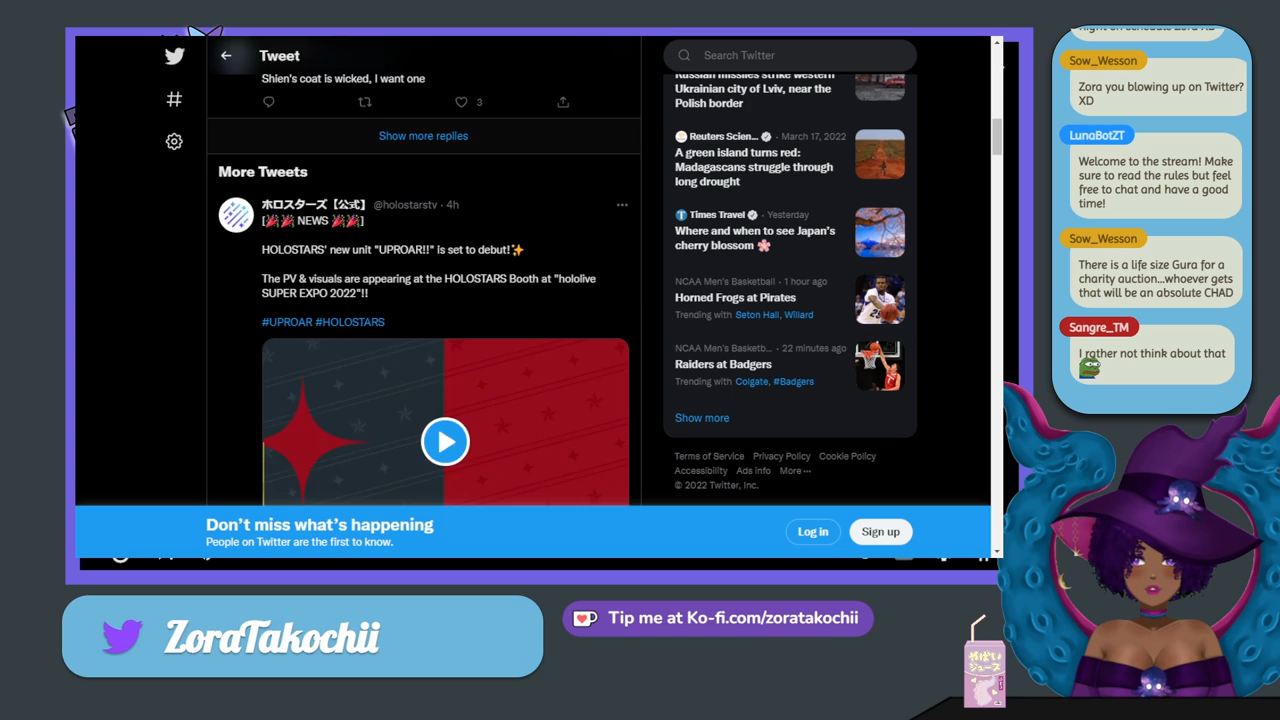 Tweet
Shien's coat is wicked, I want one
3
Show more replies
More Tweets
ホロスターズ【公式】 @holostarstv · 4h
[🎉🎉 NEWS 🎉🎉]
HOLOSTARS' new unit "UPROAR!!" is set to debut!✨
The PV & visuals are appearing at the HOLOSTARS Booth at "hololive
SUPER EXPO 2022"!!
#UPROAR #HOLOSTARS
Search Twitter
Russian missiles strike western
Ukrainian city of Lviv, near the
Polish border
Reuters Scien... · March 17, 2022
A green island turns red:
Madagascans struggle through
long drought
Times Travel · Yesterday
Where and when to see Japan's
cherry blossom 🌸
NCAA Men's Basketball · 1 hour ago
Horned Frogs at Pirates
Trending with Seton Hall, Willard
NCAA Men's Basketb... · 22 minutes ago
Raiders at Badgers
Trending with Colgate, #Badgers
Show more
Terms of Service Privacy Policy Cookie Policy
Accessibility Ads info More ···
© 2022 Twitter, Inc.
Don't miss what's happening
People on Twitter are the first to know.
Log in
Sign up
Sow_Wesson
Zora you blowing up on Twitter?
XD
LunaBotZT
Welcome to the stream! Make
sure to read the rules but feel
free to chat and have a good
time!
Sow_Wesson
There is a life size Gura for a
charity auction...whoever gets
that will be an absolute CHAD
Sangre_TM
I rather not think about that
ZoraTakochii
Tip me at Ko-fi.com/zoratakochii
やばい
ジュース